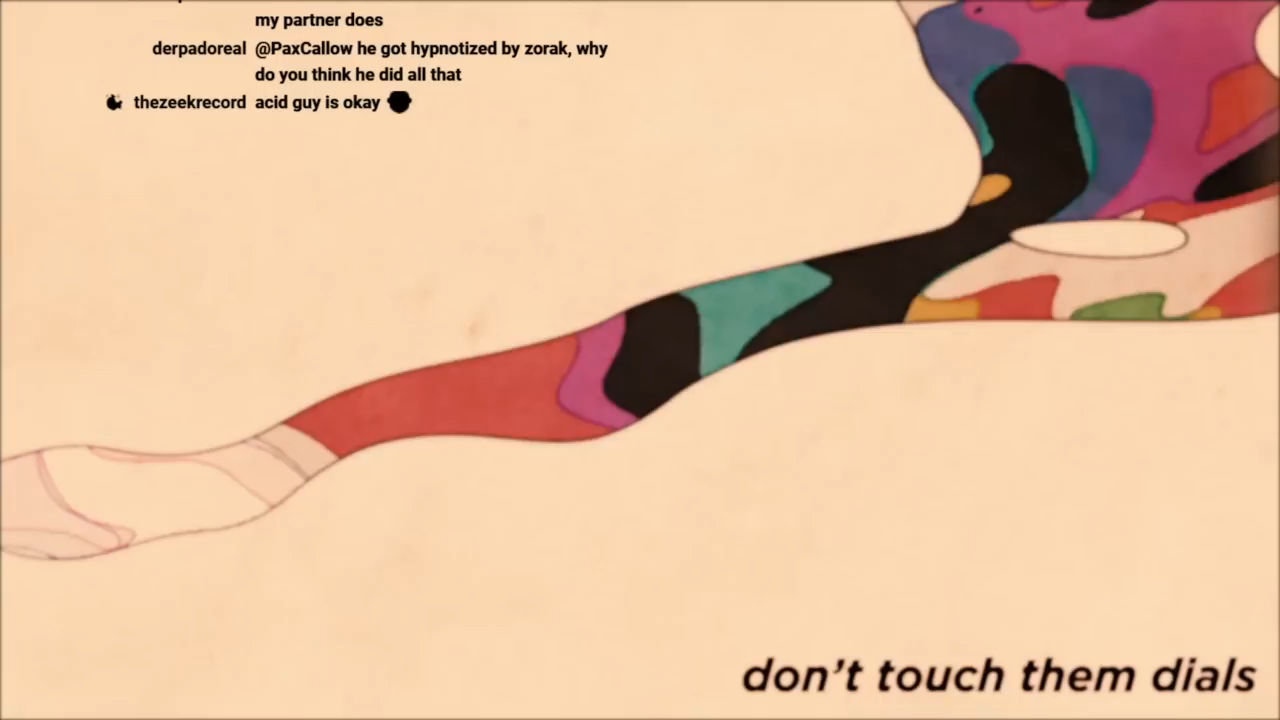 my partner does
derpadoreal @PaxCallow he got hypnotized by zorak, why
do you think he did all that
thezeekrecord acid guy is okay
don't touch them dials